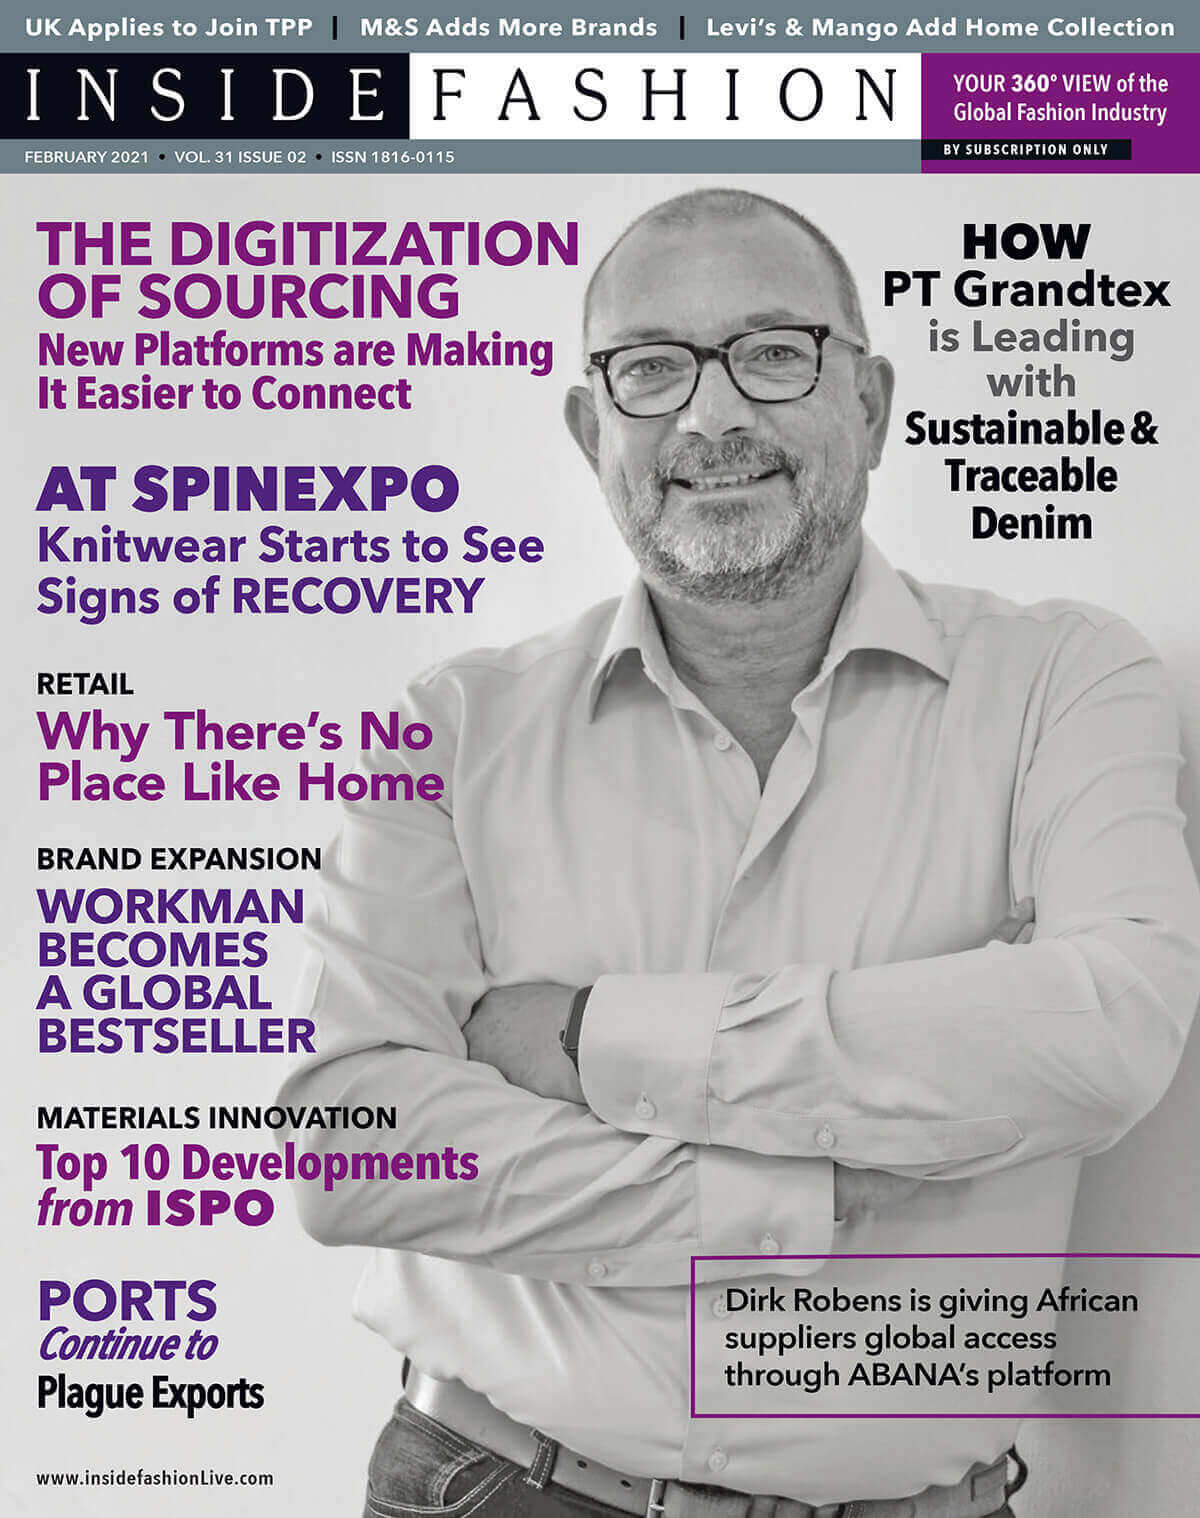 UK Applies to Join TPP | M&S Adds More Brands | Levi's & Mango Add Home Collection
INSIDE FASHION
YOUR 360° VIEW of the
Global Fashion Industry
FEBRUARY 2021 • VOL. 31 ISSUE 02 • ISSN 1816-0115
BY SUBSCRIPTION ONLY
THE DIGITIZATION
OF SOURCING
New Platforms are Making
It Easier to Connect
HOW
PT Grandtex
is Leading
with
Sustainable &
Traceable
Denim
AT SPINEXPO
Knitwear Starts to See
Signs of RECOVERY
RETAIL
Why There's No
Place Like Home
BRAND EXPANSION
WORKMAN
BECOMES
A GLOBAL
BESTSELLER
MATERIALS INNOVATION
Top 10 Developments
from ISPO
PORTS
Continue to
Plague Exports
Dirk Robens is giving African
suppliers global access
through ABANA's platform
www.insidefashionLive.com